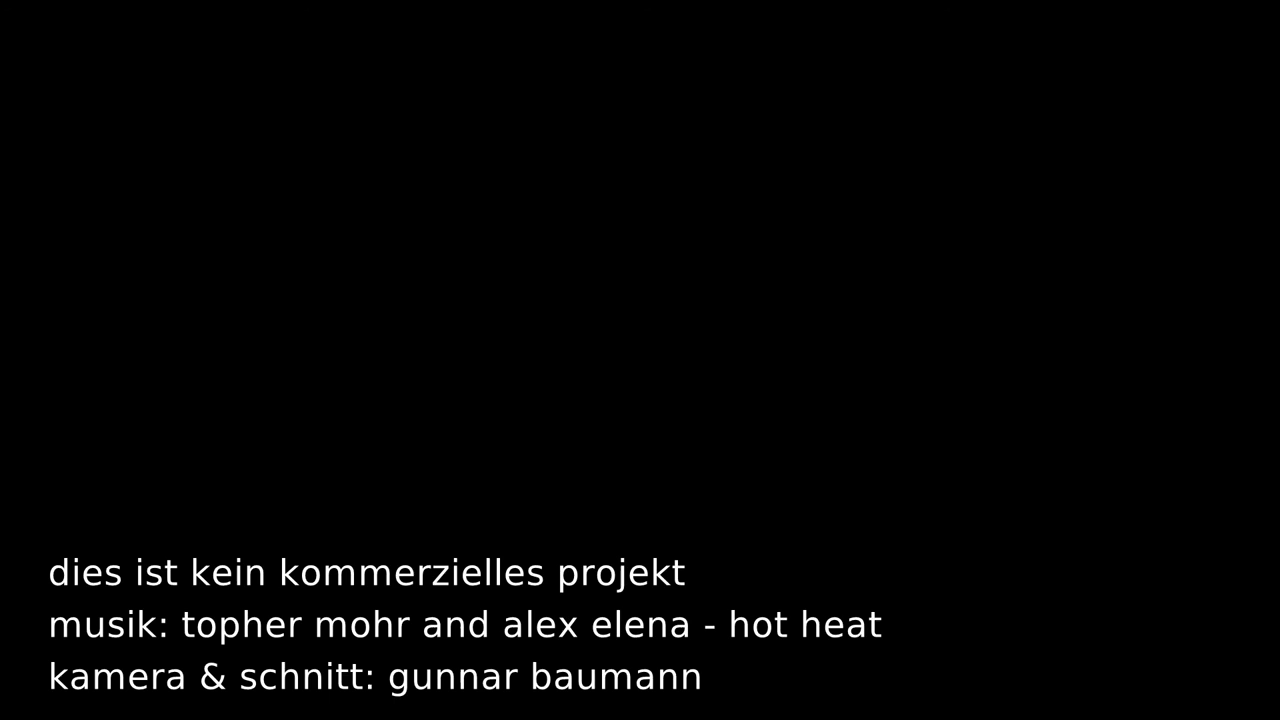 dies ist kein kommerzielles projekt
musik: topher mohr and alex elena - hot heat
kamera & schnitt: gunnar baumann